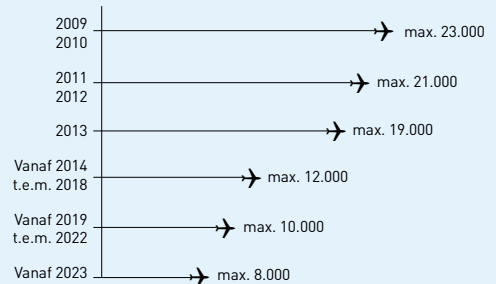 2009
2010
max. 23.000
2011
2012
max. 21.000
2013
max. 19.000
Vanaf 2014
t.e.m. 2018
max. 12.000
Vanaf 2019
t.e.m. 2022
max. 10.000
Vanaf 2023
max. 8.000